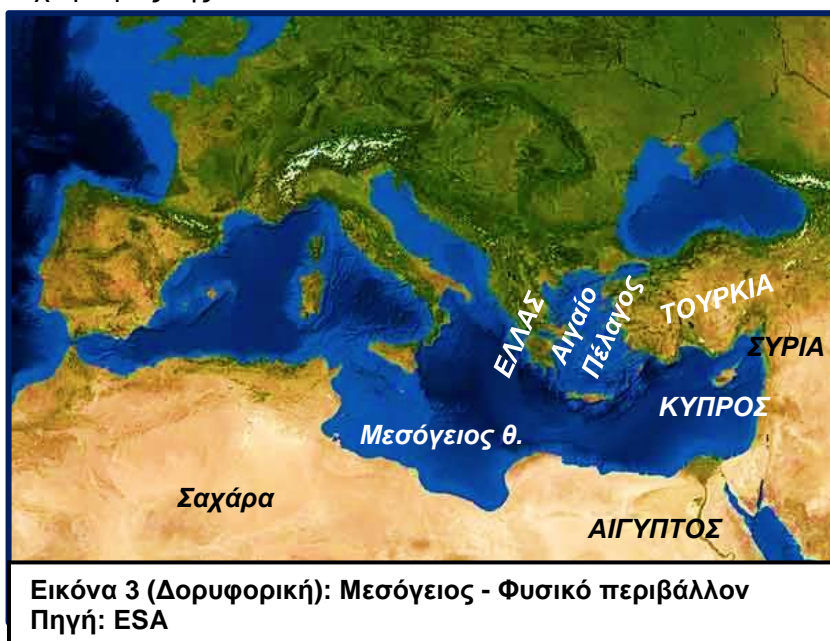 ΕΛΛΑΣ
Αιγαίο
Πέλαγος
ΤΟΥΡΚΙΑ
ΣΥΡΙΑ
ΚΥΠΡΟΣ
Μεσόγειος θ.
Σαχάρα
ΑΙΓΥΠΤΟΣ
Εικόνα 3 (Δορυφορική): Μεσόγειος - Φυσικό περιβάλλον
Πηγή: ESA